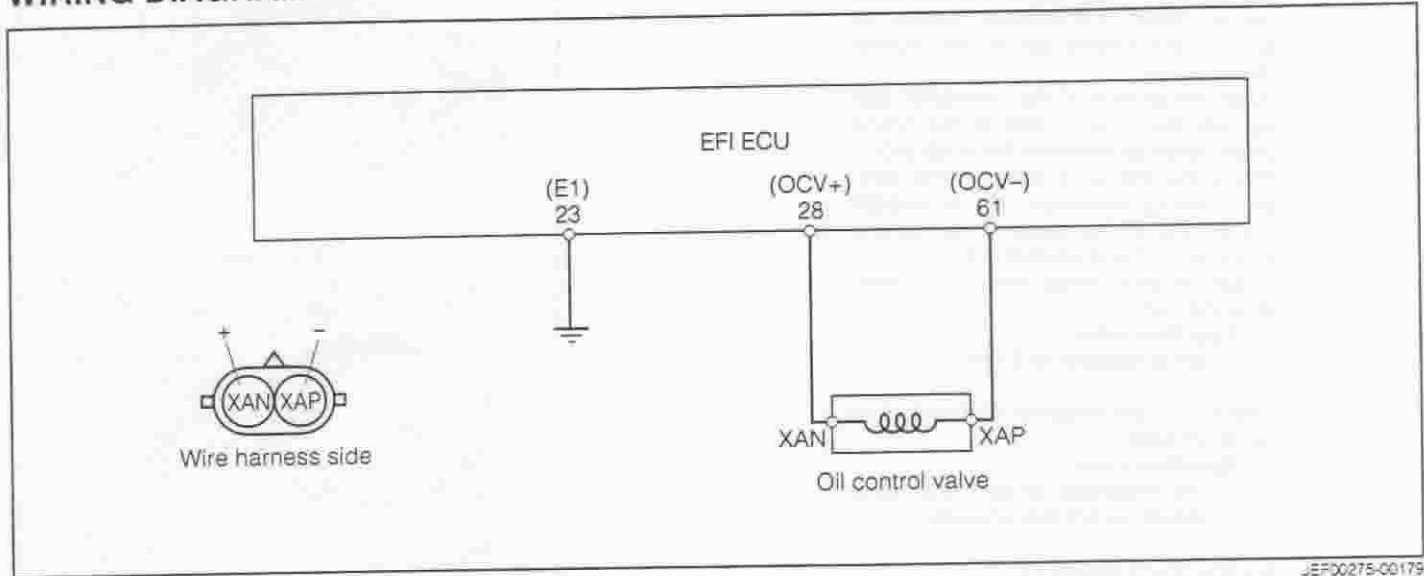 EFI ECU
(E1)
23
(OCV+)
28
(OCV–)
61
+ –
XAN XAP
Wire harness side
XAN
XAP
Oil control valve
JEF00275-00179